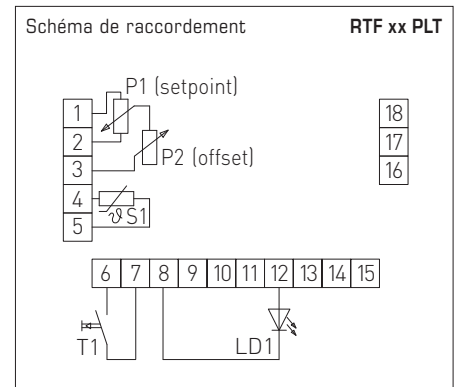 Schéma de raccordement RTF xx PLT
P1 (setpoint)
1
2
3
4
5
P2 (offset)
ϑ S1
18
17
16
6 7 8 9 10 11 12 13 14 15
T1
LD1